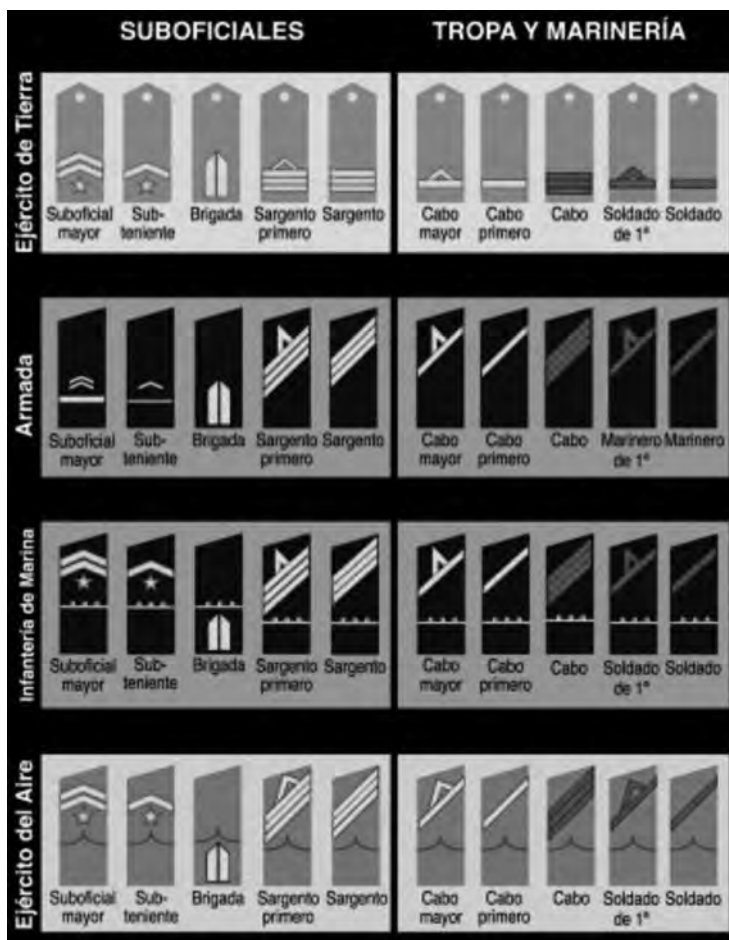 SUBOFICIALES
TROPA Y MARINERÍA
Ejército de Tierra
Suboficial mayor
Sub-teniente
Brigada
Sargento primero
Sargento
Cabo mayor
Cabo primero
Cabo
Soldado de 1ª
Soldado
Armada
Suboficial mayor
Sub-teniente
Brigada
Sargento primero
Sargento
Cabo mayor
Cabo primero
Cabo
Marinero de 1ª
Marinero
Infantería de Marina
Suboficial mayor
Sub-teniente
Brigada
Sargento primero
Sargento
Cabo mayor
Cabo primero
Cabo
Soldado de 1ª
Soldado
Ejército del Aire
Suboficial mayor
Sub-teniente
Brigada
Sargento primero
Sargento
Cabo mayor
Cabo primero
Cabo
Soldado de 1ª
Soldado